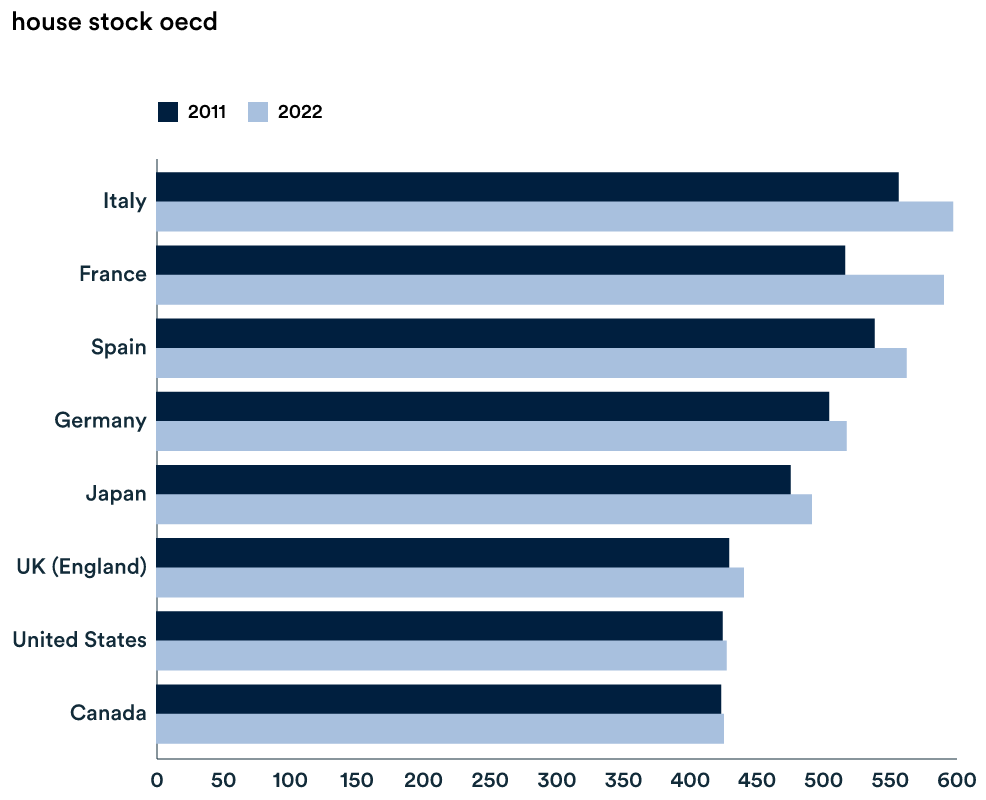 house stock oecd
2011 2022
Italy
France
Spain
Germany
Japan
UK (England)
United States
Canada
0 50 100 150 200 250 300 350 400 450 500 550 600